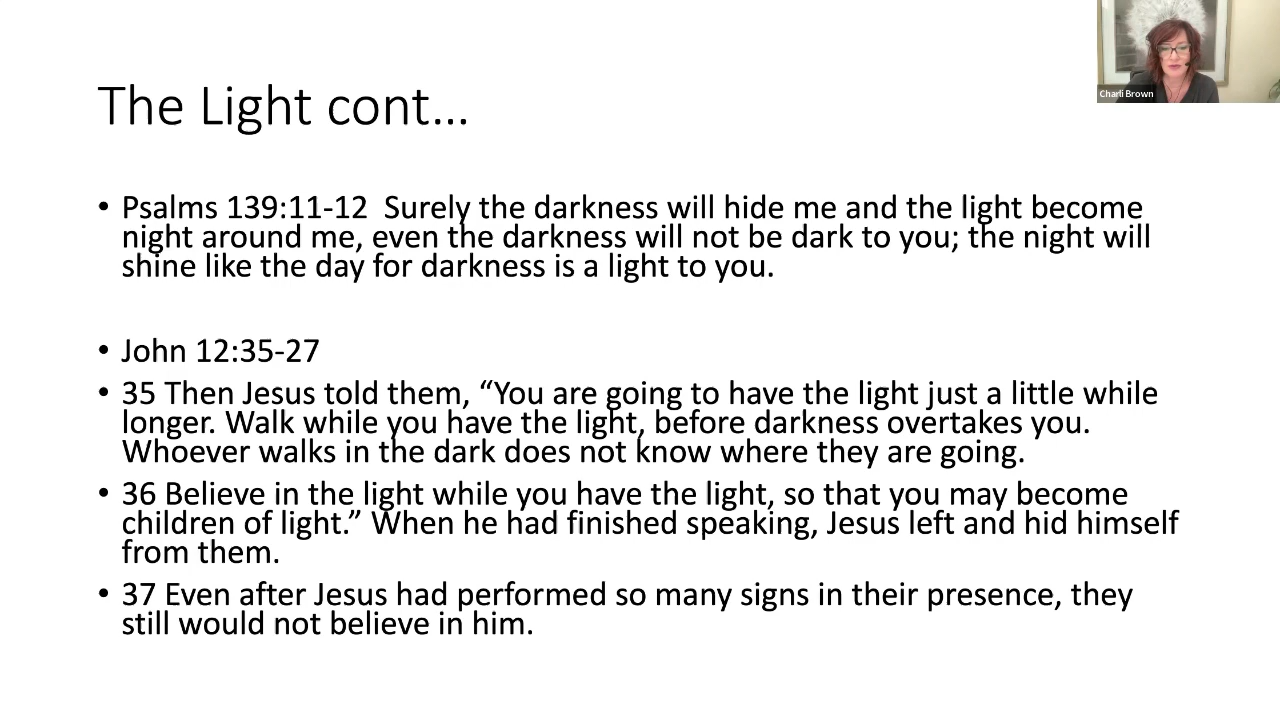 Charli Brown
The Light cont…
• Psalms 139:11-12  Surely the darkness will hide me and the light become
night around me, even the darkness will not be dark to you; the night will
shine like the day for darkness is a light to you.
• John 12:35-27
• 35 Then Jesus told them, “You are going to have the light just a little while
longer. Walk while you have the light, before darkness overtakes you.
Whoever walks in the dark does not know where they are going.
• 36 Believe in the light while you have the light, so that you may become
children of light.” When he had finished speaking, Jesus left and hid himself
from them.
• 37 Even after Jesus had performed so many signs in their presence, they
still would not believe in him.